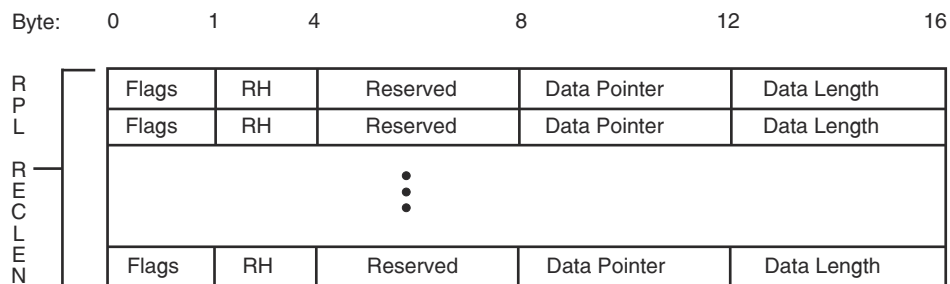 Byte: 0 1 4 8 12 16
RPL RECLEN
Flags RH Reserved Data Pointer Data Length
Flags RH Reserved Data Pointer Data Length
Flags RH Reserved Data Pointer Data Length